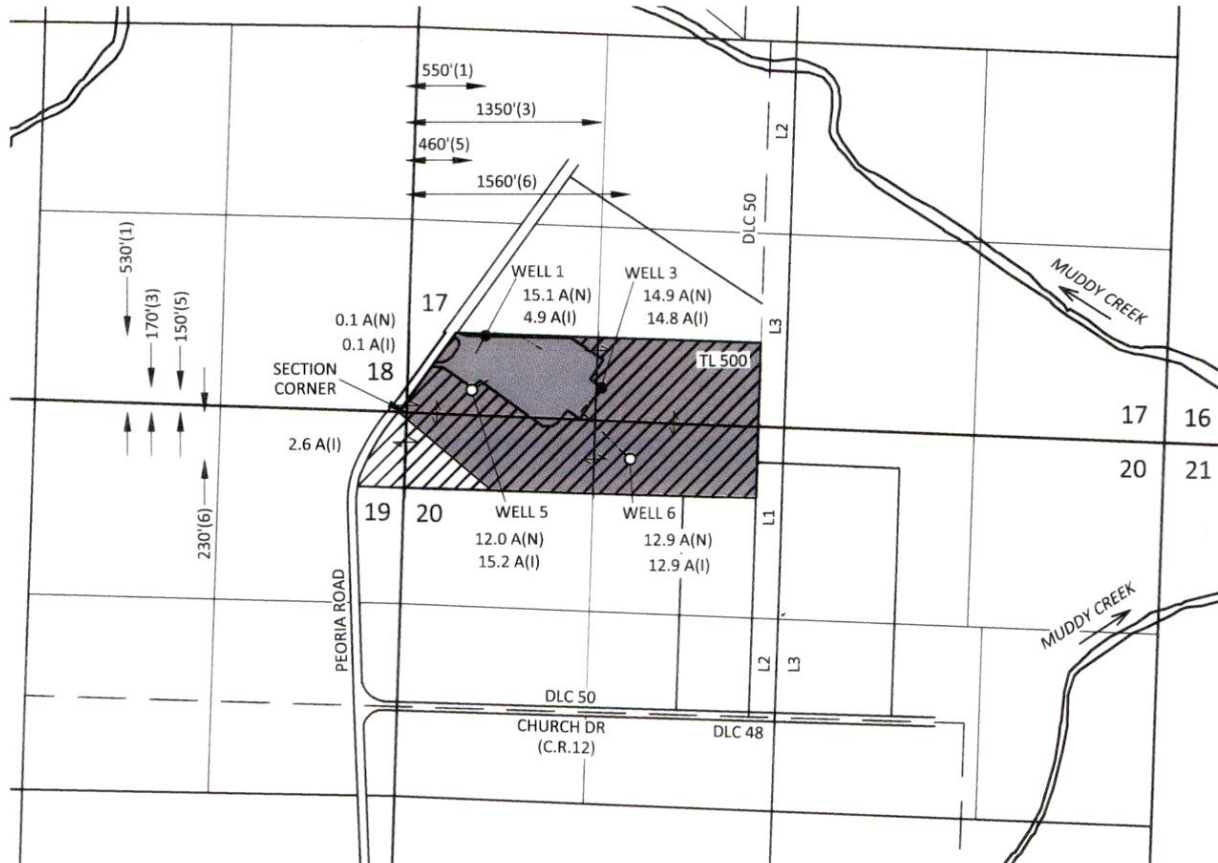 550'(1)
1350'(3)
460'(5)
1560'(6)
530'(1)
170'(3)
150'(5)
230'(6)
L2
DLC 50
L3
MUDDY CREEK
17
18
WELL 1
15.1 A(N)
4.9 A(I)
WELL 3
14.9 A(N)
14.8 A(I)
0.1 A(N)
0.1 A(I)
SECTION
CORNER
TL 500
17
16
20
21
2.6 A(I)
19
20
WELL 5
12.0 A(N)
15.2 A(I)
WELL 6
12.9 A(N)
12.9 A(I)
L1
PEORIA ROAD
MUDDY CREEK
L2
L3
DLC 50
CHURCH DR
(C.R.12)
DLC 48